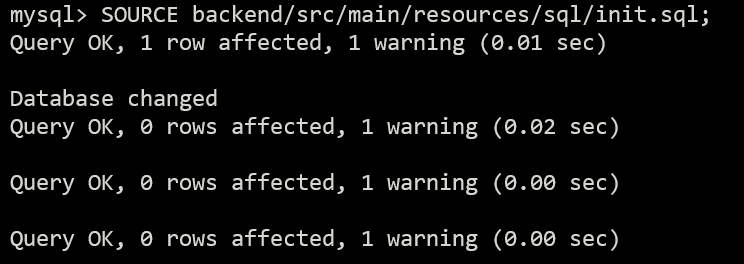 mysql> SOURCE backend/src/main/resources/sql/init.sql;
Query OK, 1 row affected, 1 warning (0.01 sec)
Database changed
Query OK, 0 rows affected, 1 warning (0.02 sec)
Query OK, 0 rows affected, 1 warning (0.00 sec)
Query OK, 0 rows affected, 1 warning (0.00 sec)